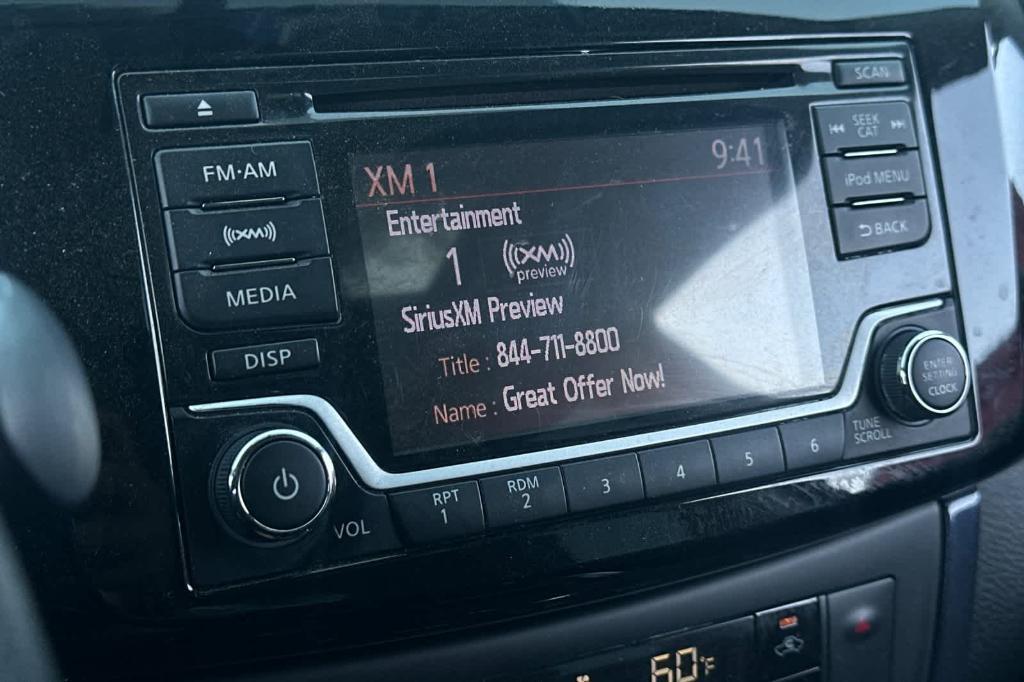 SCAN
FM·AM
XM 1 9:41
SEEK
CAT
iPod MENU
Entertainment
(((XM)))
BACK
1 (((XM)))
preview
MEDIA
SiriusXM Preview
DISP
Title : 844-711-8800
Name : Great Offer Now!
ENTER
SETTING
CLOCK
TUNE
SCROLL
VOL
RPT
1
RDM
2
3
4
5
6
60°F